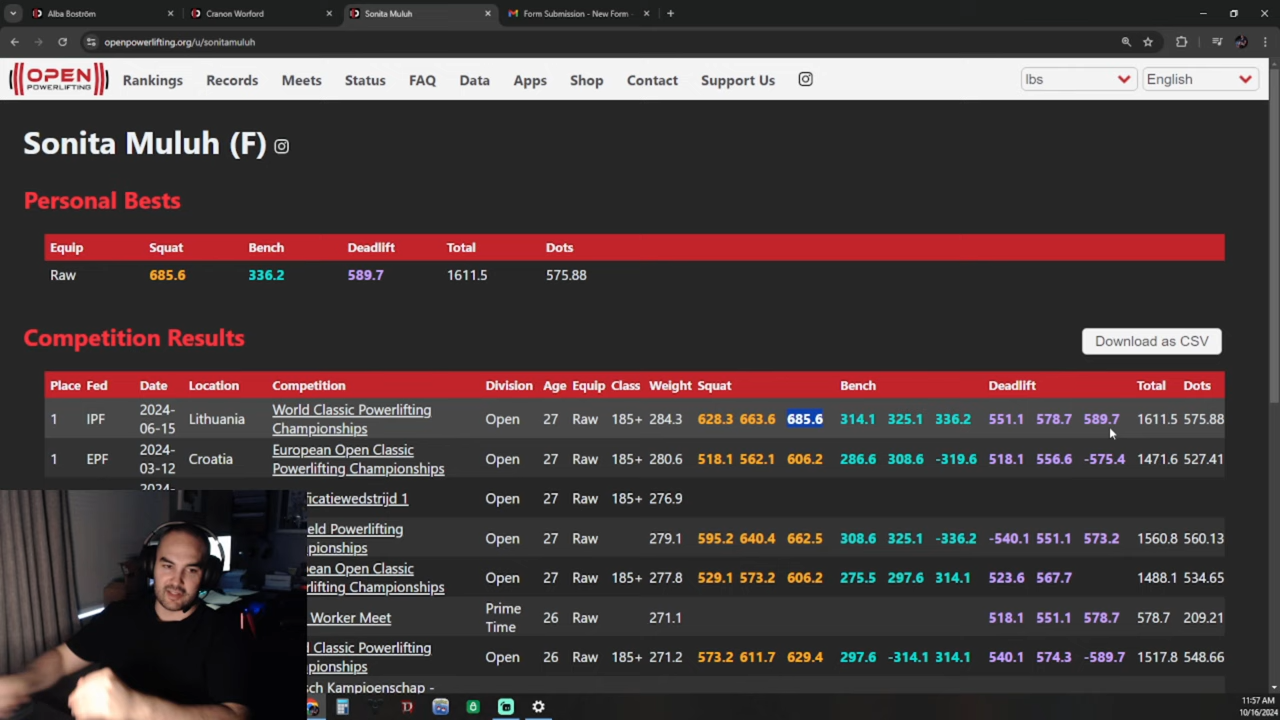 Alba Boström
Cranon Worford
Sonita Muluh
Form Submission - New Form -
openpowerlifting.org/u/sonitamuluh
OPEN POWERLIFTING Rankings Records Meets Status FAQ Data Apps Shop Contact Support Us lbs English
Sonita Muluh (F)
Personal Bests
Equip Squat Bench Deadlift Total Dots
Raw 685.6 336.2 589.7 1611.5 575.88
Competition Results
Download as CSV
Place Fed Date Location Competition Division Age Equip Class Weight Squat Bench Deadlift Total Dots
1 IPF 2024-06-15 Lithuania World Classic Powerlifting Championships Open 27 Raw 185+ 284.3 628.3 663.6 685.6 314.1 325.1 336.2 551.1 578.7 589.7 1611.5 575.88
1 EPF 2024-03-12 Croatia European Open Classic Powerlifting Championships Open 27 Raw 185+ 280.6 518.1 562.1 606.2 286.6 308.6 -319.6 518.1 556.6 -575.4 1471.6 527.41
2024- ificatiewedstrijd 1 Open 27 Raw 185+ 276.9
ield Powerlifting pionships Open 27 Raw 279.1 595.2 640.4 662.5 308.6 325.1 -336.2 -540.1 551.1 573.2 1560.8 560.13
ean Open Classic rlifting Championships Open 27 Raw 185+ 277.8 529.1 573.2 606.2 275.5 297.6 314.1 523.6 567.7 1488.1 534.65
Worker Meet Prime Time 26 Raw 271.1 518.1 551.1 578.7 578.7 209.21
d Classic Powerlifting pionships Open 26 Raw 185+ 271.2 573.2 611.7 629.4 297.6 -314.1 314.1 540.1 574.3 -589.7 1517.8 548.66
sch Kampioenschap -
11:57 AM
10/16/2024